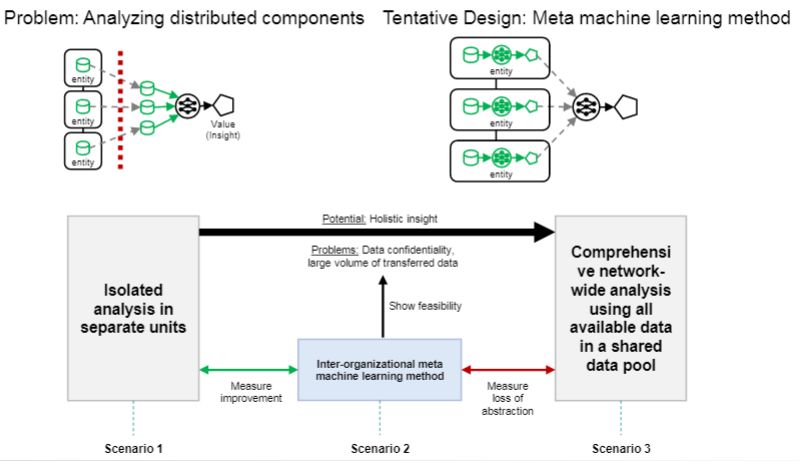 Problem: Analyzing distributed components
Tentative Design: Meta machine learning method
entity
entity
entity
Value
(Insight)
entity
entity
entity
Potential: Holistic insight
Problems: Data confidentiality,
large volume of transferred data
Isolated
analysis in
separate units
Show feasibility
Comprehensi
ve network-
wide analysis
using all
available data
in a shared
data pool
Inter-organizational meta
machine learning method
Measure
improvement
Measure
loss of
abstraction
Scenario 1
Scenario 2
Scenario 3